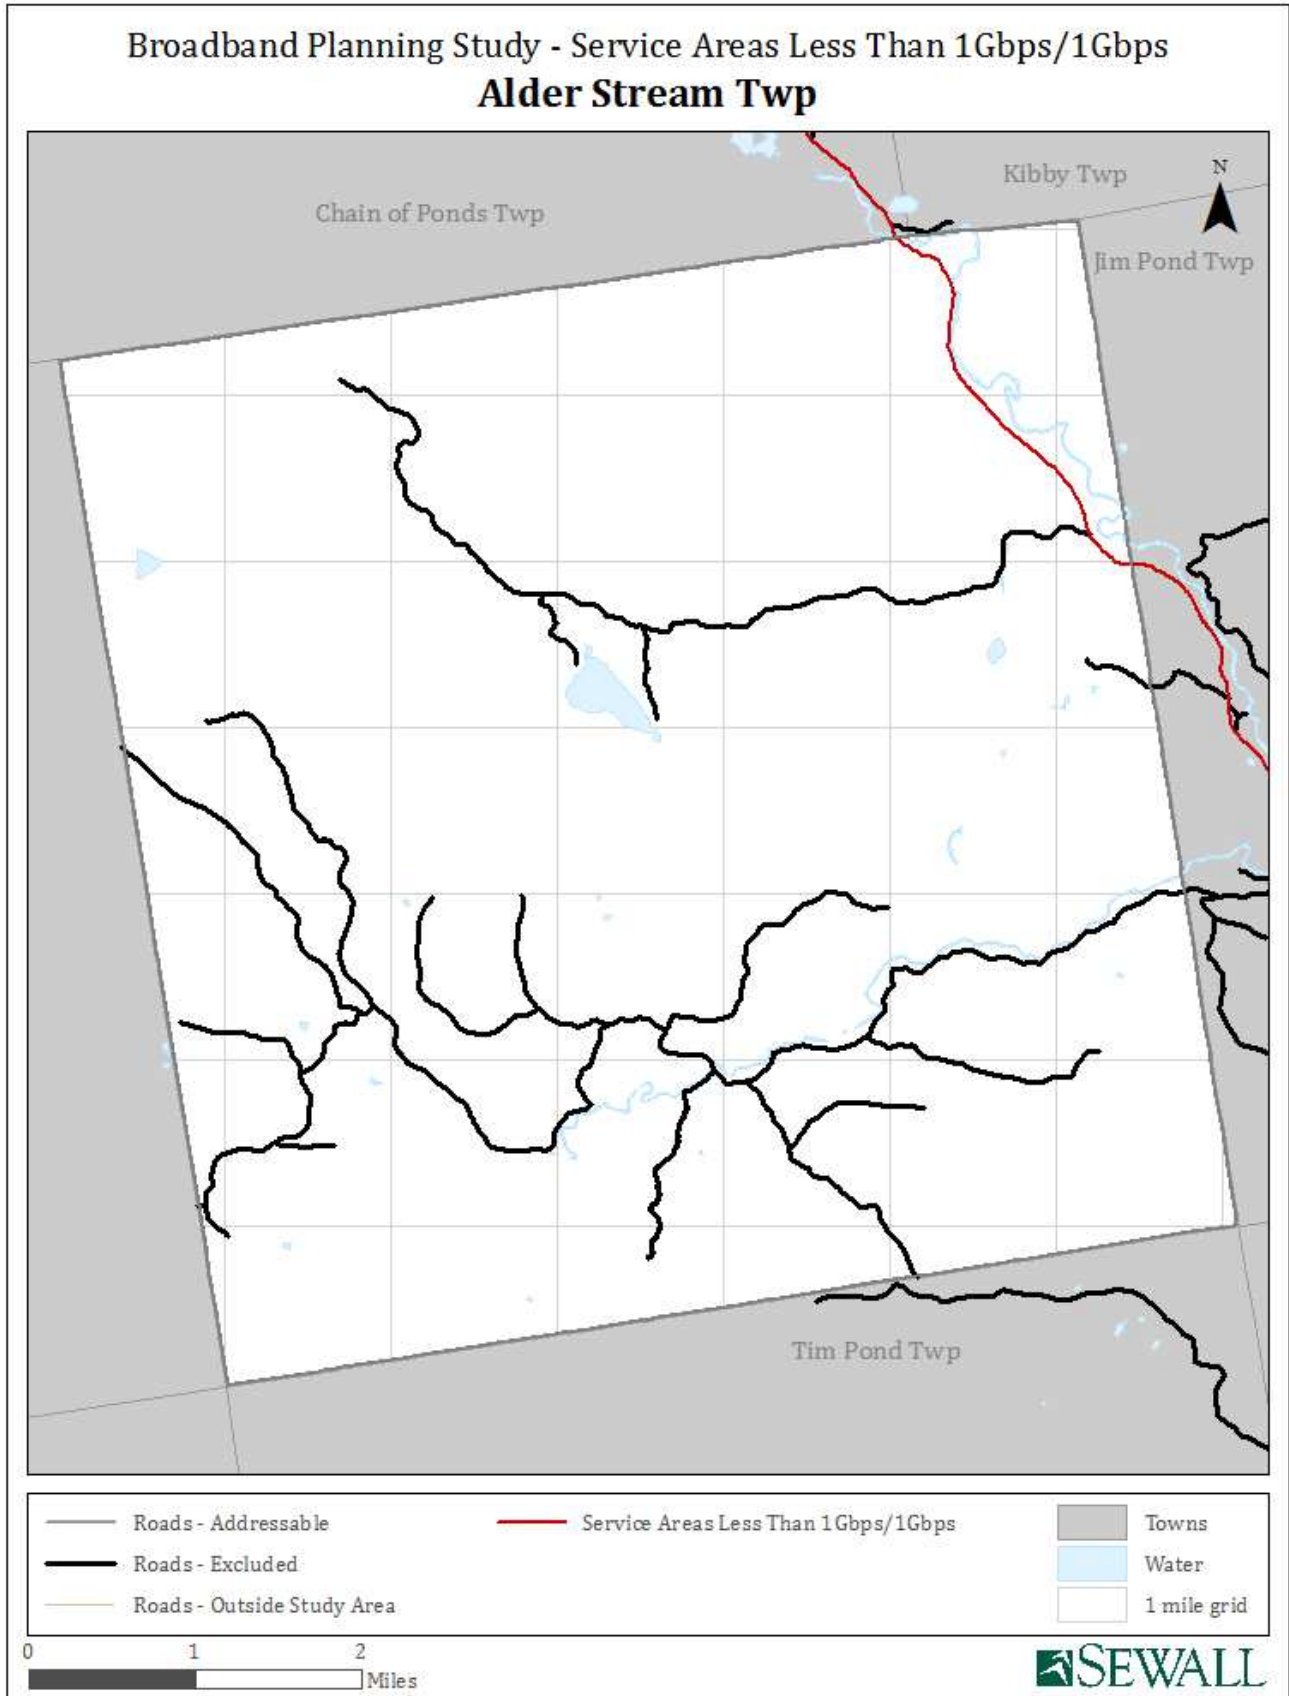 Broadband Planning Study - Service Areas Less Than 1Gbps/1Gbps
Alder Stream Twp
Kibby Twp
N
Chain of Ponds Twp
Jim Pond Twp
Tim Pond Twp
Roads - Addressable
Service Areas Less Than 1Gbps/1Gbps
Towns
Roads - Excluded
Water
Roads - Outside Study Area
1 mile grid
0 1 2
Miles
SEWALL